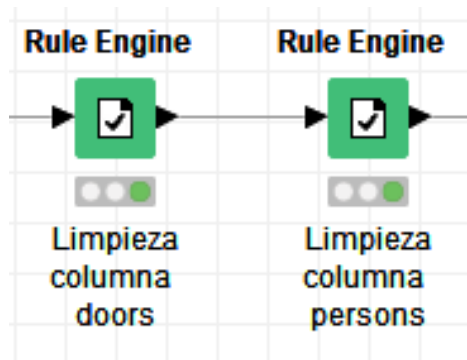 Rule Engine
Limpieza
columna
doors
Rule Engine
Limpieza
columna
persons